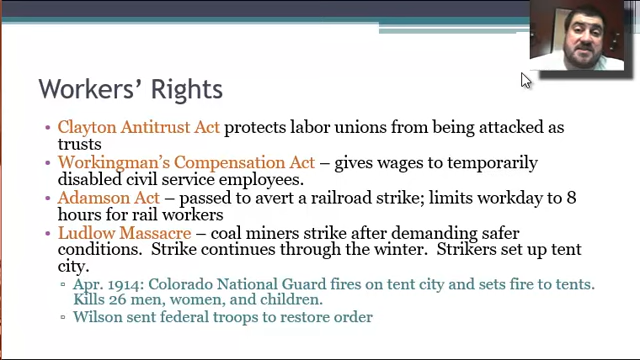 Workers' Rights
• Clayton Antitrust Act protects labor unions from being attacked as
trusts
• Workingman's Compensation Act – gives wages to temporarily
disabled civil service employees.
• Adamson Act – passed to avert a railroad strike; limits workday to 8
hours for rail workers
• Ludlow Massacre – coal miners strike after demanding safer
conditions. Strike continues through the winter. Strikers set up tent
city.
▫ Apr. 1914: Colorado National Guard fires on tent city and sets fire to tents.
Kills 26 men, women, and children.
▫ Wilson sent federal troops to restore order